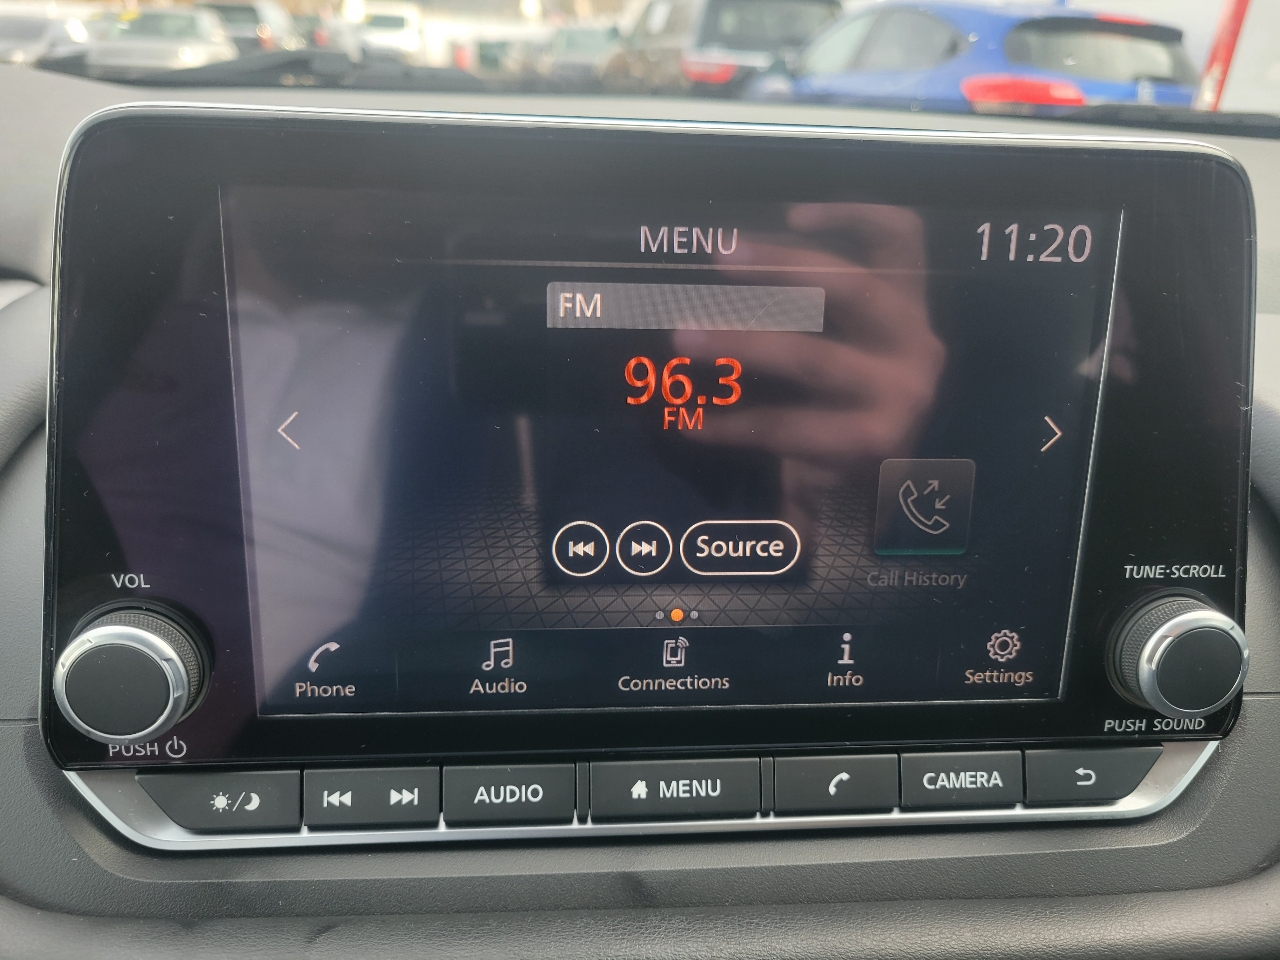 MENU
11:20
FM
96.3
FM
Source
Call History
VOL
TUNE·SCROLL
Phone
Audio
Connections
Info
Settings
PUSH
PUSH SOUND
AUDIO
MENU
CAMERA